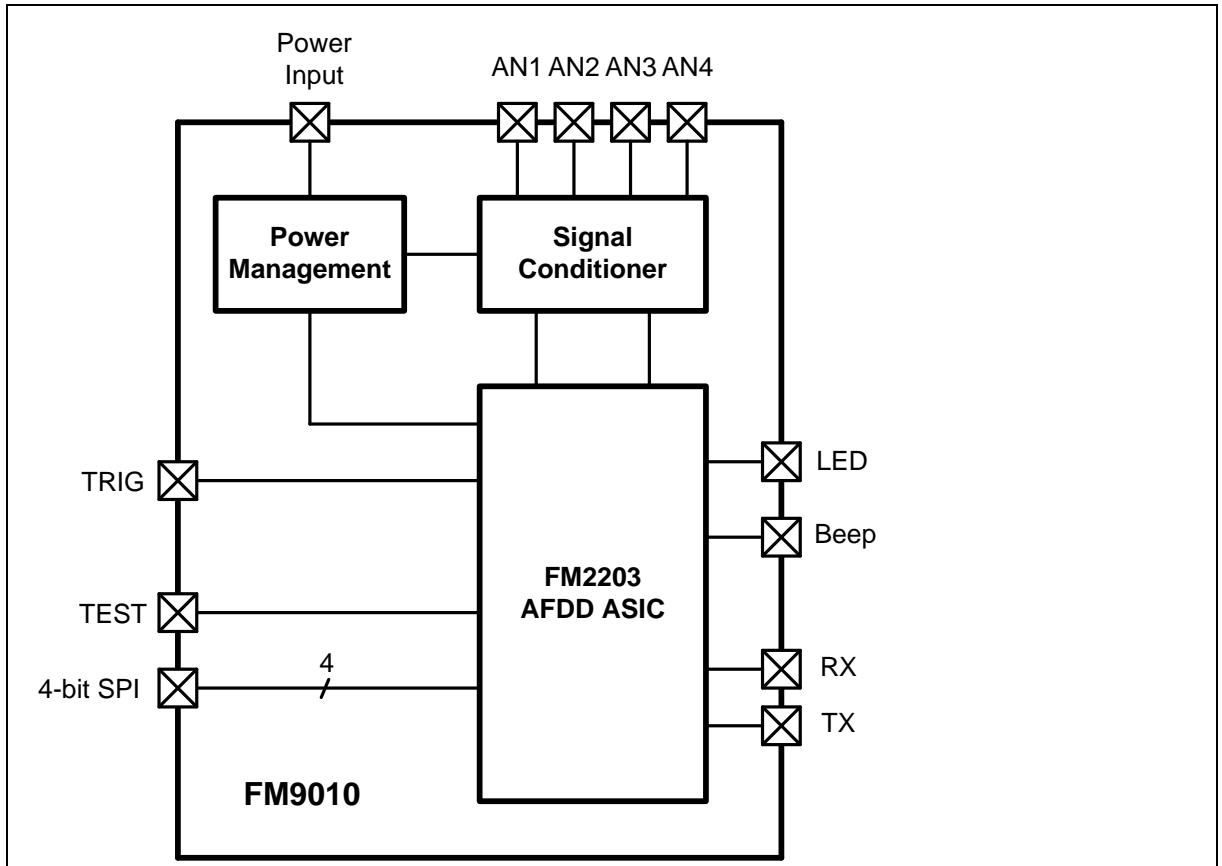 Power
Input
AN1 AN2 AN3 AN4
Power
Management
Signal
Conditioner
TRIG
LED
Beep
FM2203
AFDD ASIC
TEST
4-bit SPI
4
RX
TX
FM9010